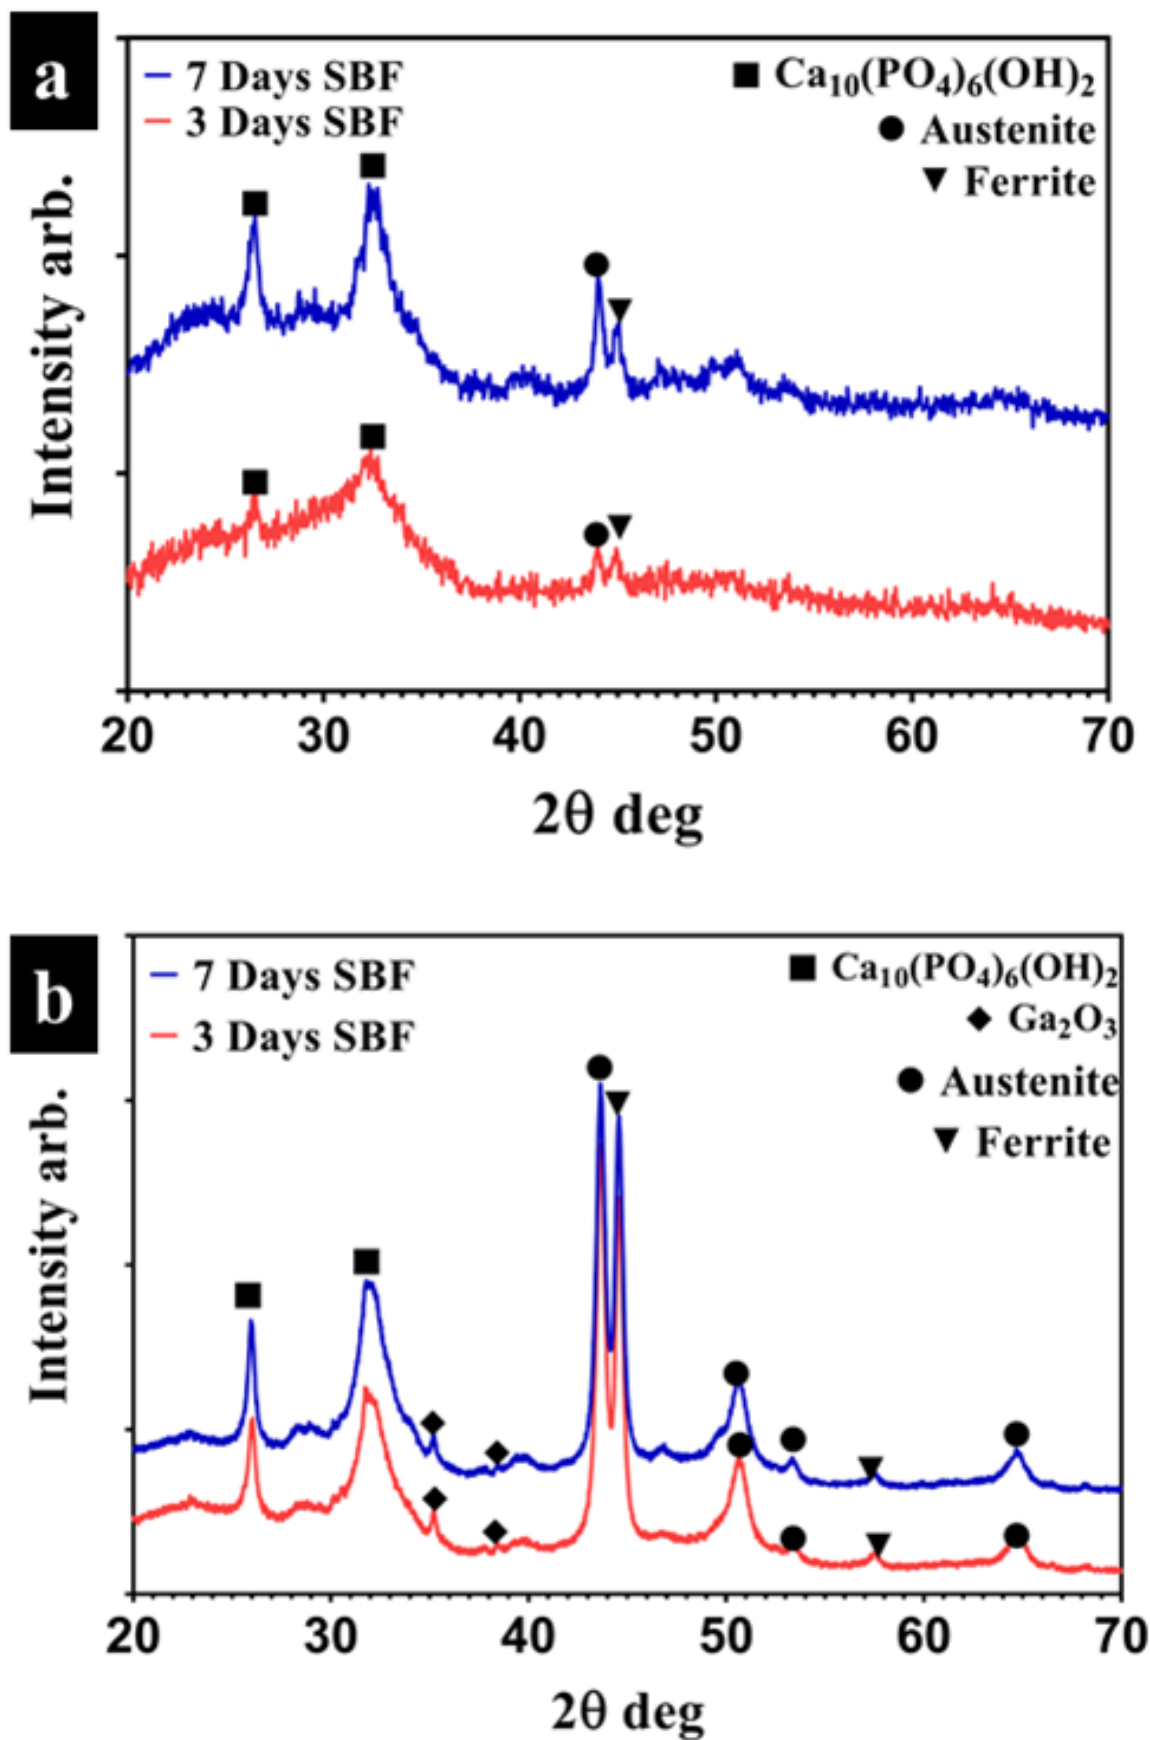 a
7 Days SBF
3 Days SBF
Ca₁₀(PO₄)₆(OH)₂
Austenite
Ferrite
Intensity arb.
20 30 40 50 60 70
2θ deg
b
7 Days SBF
3 Days SBF
Ca₁₀(PO₄)₆(OH)₂
Ga₂O₃
Austenite
Ferrite
Intensity arb.
20 30 40 50 60 70
2θ deg